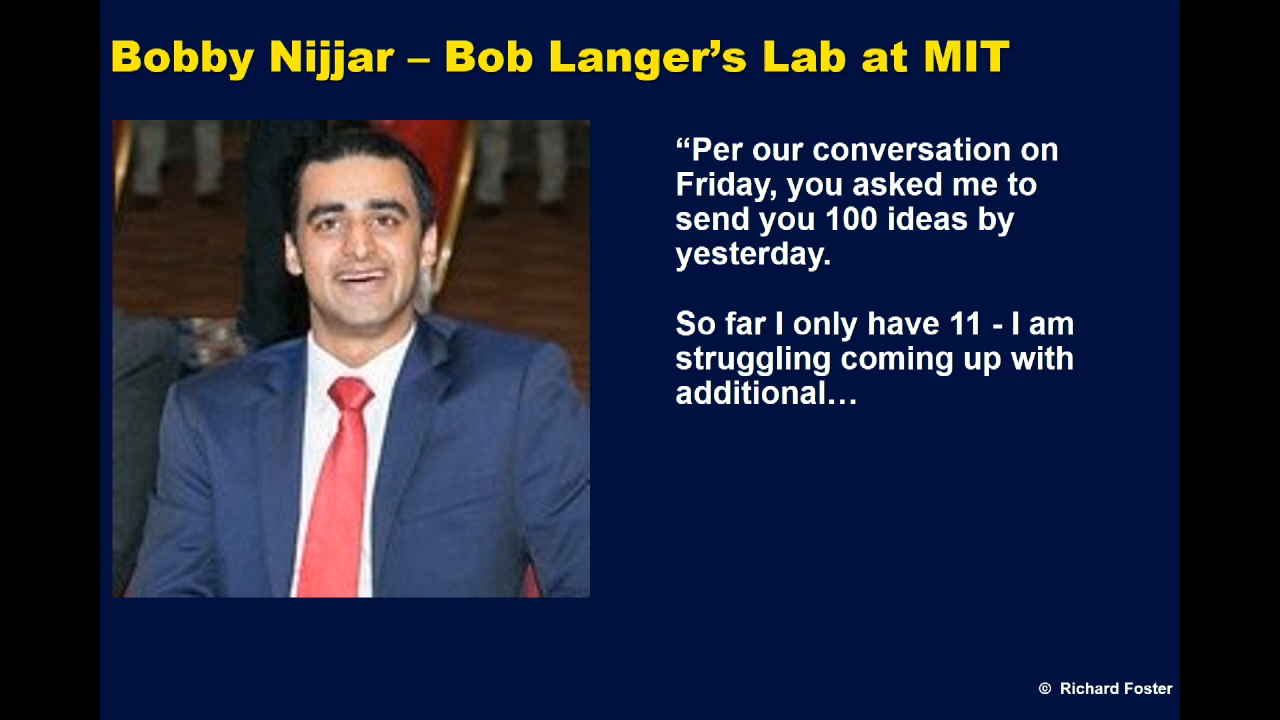 Bobby Nijjar – Bob Langer’s Lab at MIT
“Per our conversation on
Friday, you asked me to
send you 100 ideas by
yesterday.
So far I only have 11 - I am
struggling coming up with
additional…
© Richard Foster